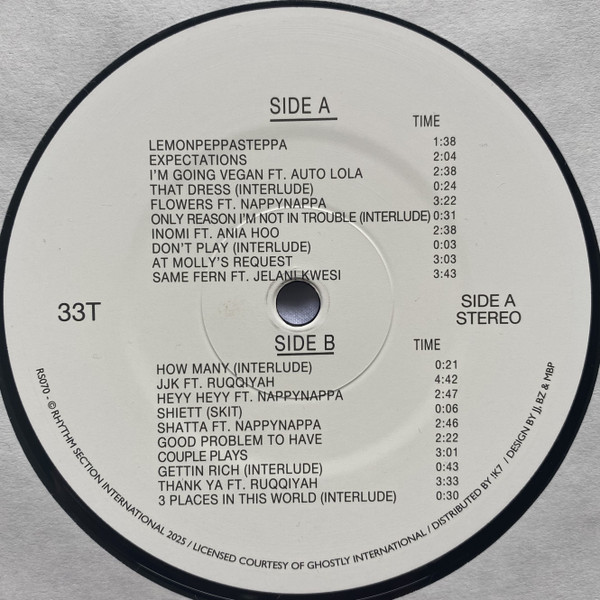 SIDE A
TIME
LEMONPEPPASTEPPA 1:38
EXPECTATIONS 2:04
I'M GOING VEGAN FT. AUTO LOLA 2:38
THAT DRESS (INTERLUDE) 0:24
FLOWERS FT. NAPPYNAPPA 3:22
ONLY REASON I'M NOT IN TROUBLE (INTERLUDE) 0:31
INOMI FT. ANIA HOO 2:38
DON'T PLAY (INTERLUDE) 0:03
AT MOLLY'S REQUEST 3:03
SAME FERN FT. JELANI KWESI 3:43
33T
SIDE A
STEREO
SIDE B
TIME
HOW MANY (INTERLUDE) 0:21
JJK FT. RUQQIYAH 4:42
HEYY HEYY FT. NAPPYNAPPA 2:47
SHIETT (SKIT) 0:06
SHATTA FT. NAPPYNAPPA 2:46
GOOD PROBLEM TO HAVE 2:22
COUPLE PLAYS 3:01
GETTIN RICH (INTERLUDE) 0:43
THANK YA FT. RUQQIYAH 3:33
3 PLACES IN THIS WORLD (INTERLUDE) 0:30
RS070 - © RHYTHM SECTION INTERNATIONAL 2025 / LICENSED COURTESY OF GHOSTLY INTERNATIONAL / DISTRIBUTED BY !K7 / DESIGN BY JJ, BZ & MBP